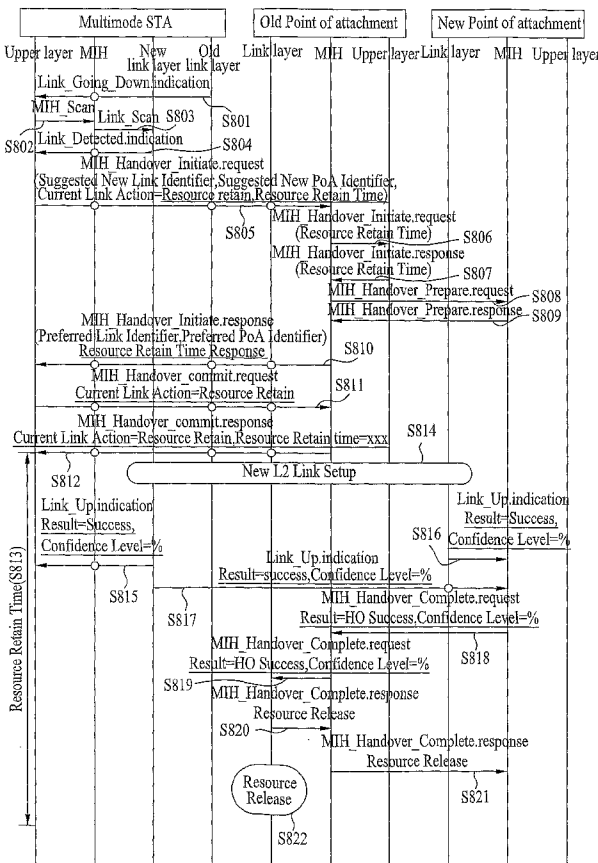 Multimode STA
Old Point of attachment
New Point of attachment
Upper layer
MIH
New link layer
Old link layer
Link layer
MIH
Upper layer
Link layer
MIH
Upper layer
Link_Going_Down.indication
S801
MIH_Scan
S802
Link_Scan
S803
Link_Detected.indication
S804
MIH_Handover_Initiate.request
(Suggested New Link Identifier,Suggested New PoA Identifier,
Current Link Action=Resource retain,Resource Retain Time)
S805
MIH_Handover_Initiate.request
(Resource Retain Time)
S806
MIH_Handover_Initiate.response
(Resource Retain Time)
S807
MIH_Handover_Prepare.request
S808
MIH_Handover_Prepare.response
S809
MIH_Handover_Initiate.response
(Preferred Link Identifier,Preferred PoA Identifier)
Resource Retain Time Response
S810
MIH_Handover_commit.request
Current Link Action=Resource Retain
S811
MIH_Handover_commit.response
Current Link Action=Resource Retain,Resource Retain time=xxx
S812
S814
New L2 Link Setup
Resource Retain Time(S813)
Link_Up.indication
Result=Success,
Confidence Level=%
S815
Link_Up.indication
Result=Success,
Confidence Level=%
S816
Link_Up.indication
Result=success,Confidence Level=%
S817
MIH_Handover_Complete.request
Result=HO Success,Confidence Level=%
S818
MIH_Handover_Complete.request
Result=HO Success,Confidence Level=%
S819
MIH_Handover_Complete.response
Resource Release
S820
MIH_Handover_Complete.response
Resource Release
S821
Resource
Release
S822